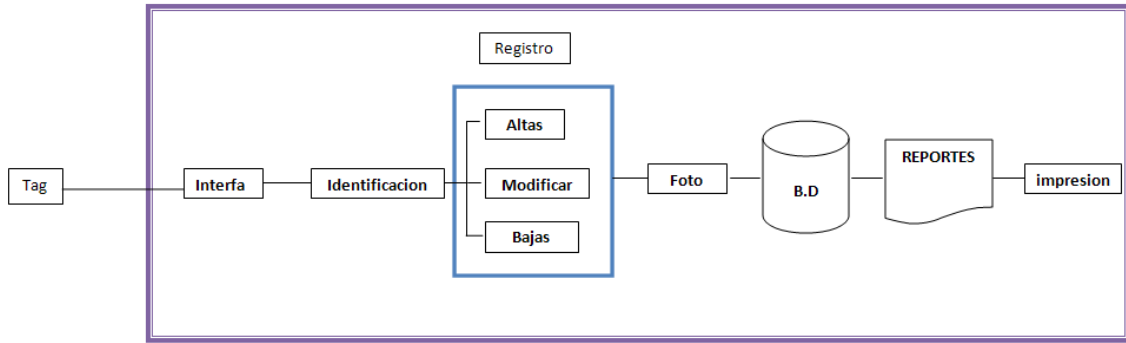 Registro
Altas
Tag
Interfa
Identificacion
Modificar
Bajas
Foto
B.D
REPORTES
impresion